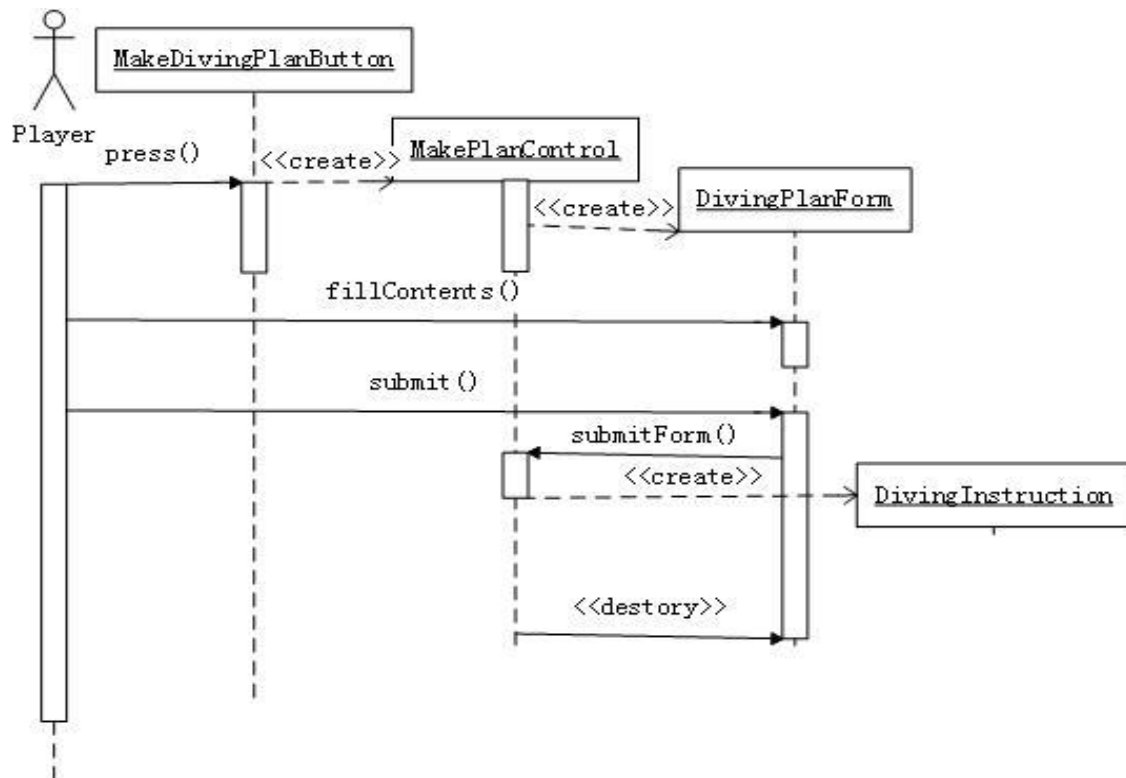 MakeDivingPlanButton
Player
press()
<<create>>
MakePlanControl
<<create>>
DivingPlanForm
fillContents()
submit()
submitForm()
<<create>>
DivingInstruction
<<destory>>